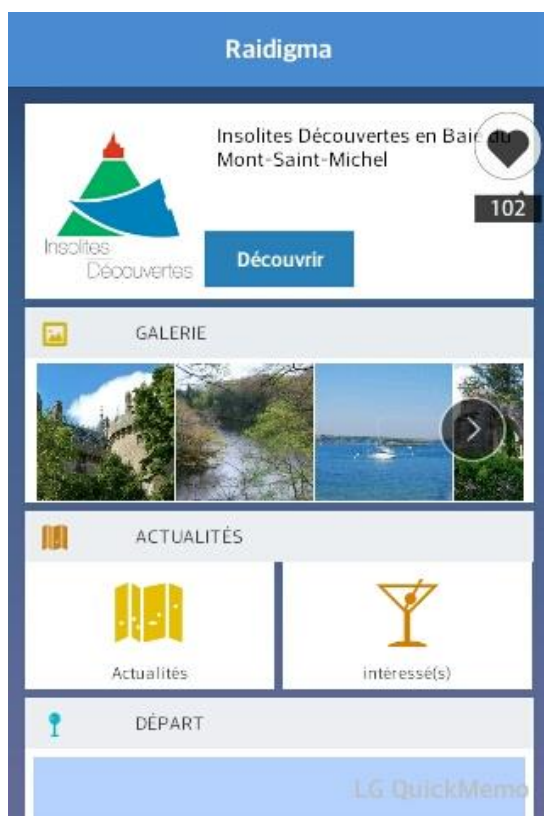 Raidigma
Insolites Découvertes en Baie du
Mont-Saint-Michel
102
Insolites
Découvertes
Découvrir
GALERIE
ACTUALITÉS
Actualités
intéressé(s)
DÉPART
LG QuickMemo